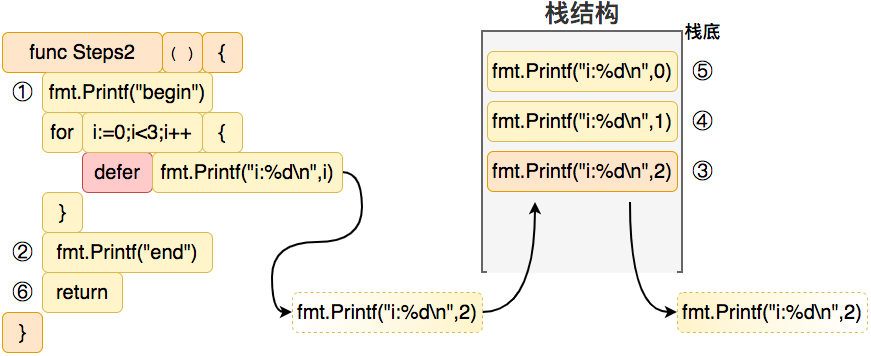 栈结构
栈底
func Steps2 ( ) {
① fmt.Printf("begin")
for i:=0;i<3;i++ {
defer fmt.Printf("i:%d\n",i)
}
② fmt.Printf("end")
⑥ return
}
fmt.Printf("i:%d\n",0) ⑤
fmt.Printf("i:%d\n",1) ④
fmt.Printf("i:%d\n",2) ③
fmt.Printf("i:%d\n",2)
fmt.Printf("i:%d\n",2)